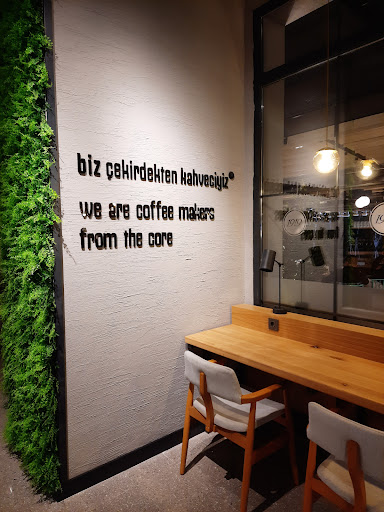 biz çekirdekten kahveciyiz®
we are coffee makers
from the core